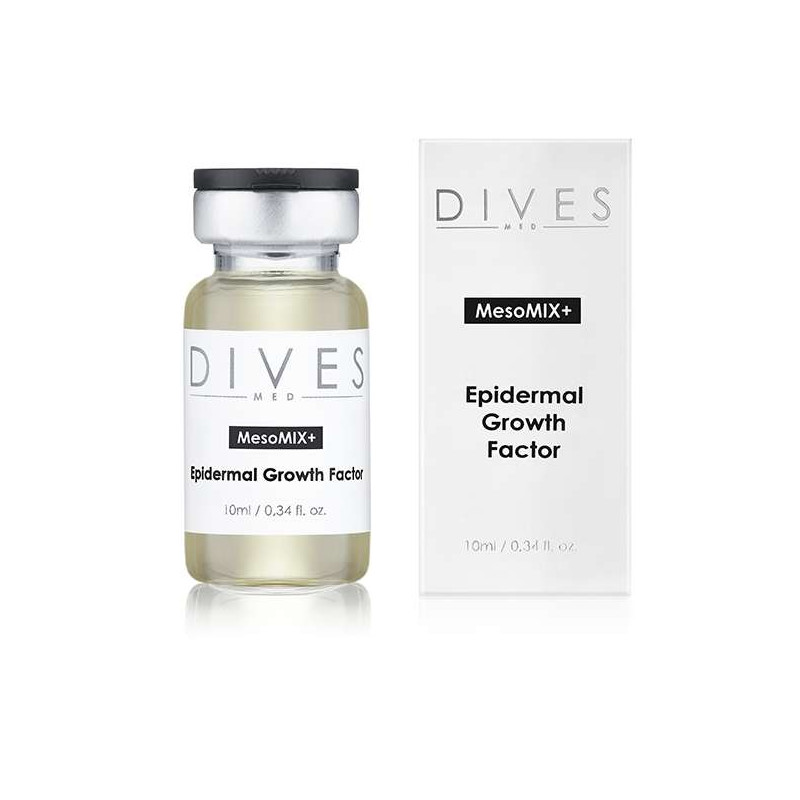 DIVES
MED
MesoMIX+
Epidermal Growth Factor
10ml / 0,34 fl. oz.
DIVES
MED
MesoMIX+
Epidermal
Growth
Factor
10ml / 0,34 fl. oz.